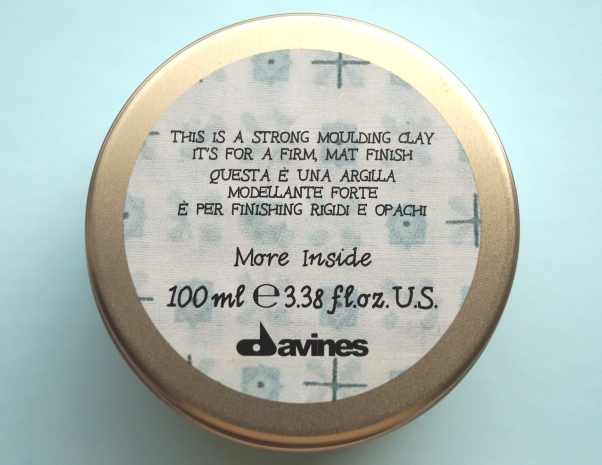 THIS IS A STRONG MOULDING CLAY
IT'S FOR A FIRM, MAT FINISH
QUESTA È UNA ARGILLA
MODELLANTE FORTE
È PER FINISHING RIGIDI E OPACHI
More Inside
100 ml ℮ 3.38 fl.oz. U.S.
davines